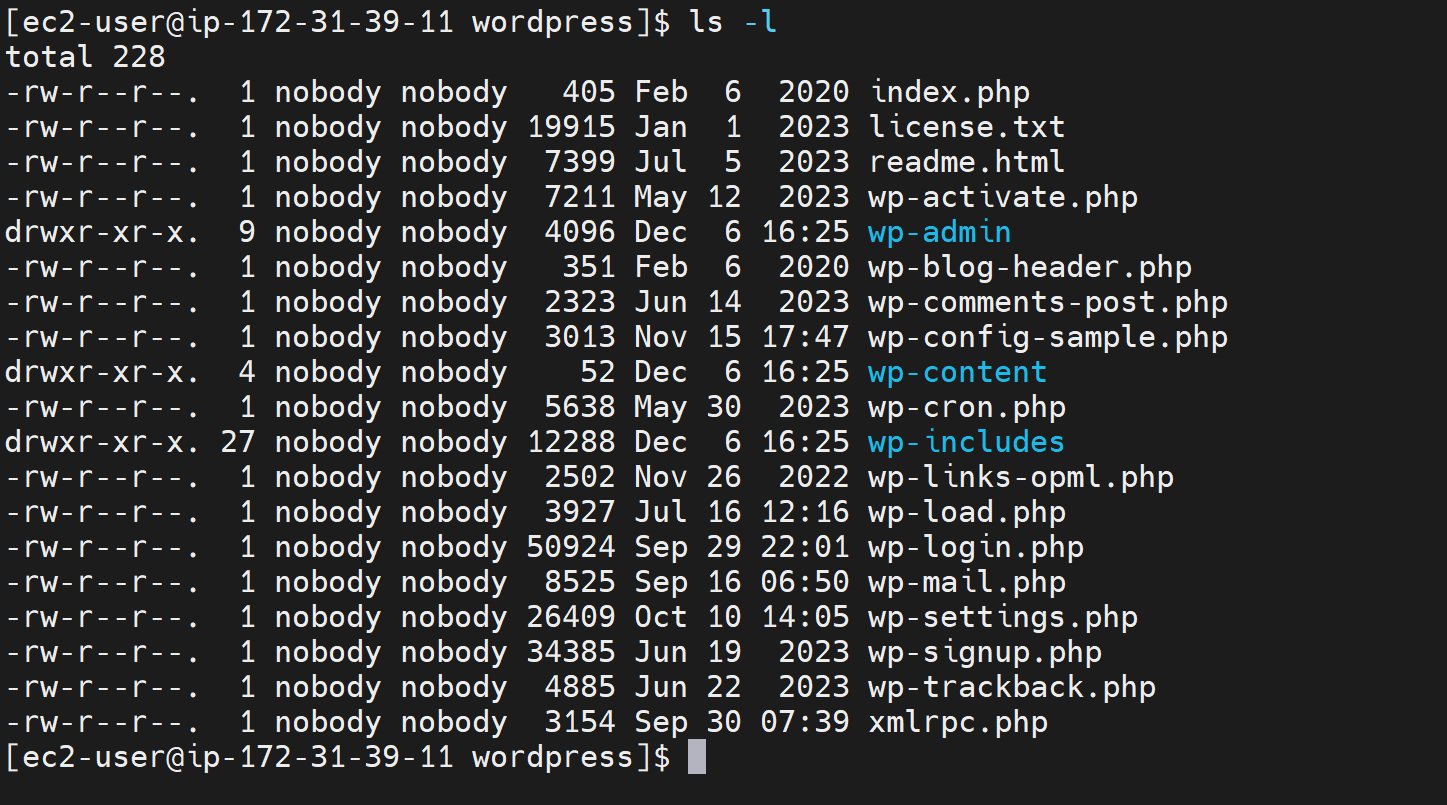 [ec2-user@ip-172-31-39-11 wordpress]$ ls -l
total 228
-rw-r--r--.  1 nobody nobody   405 Feb  6  2020 index.php
-rw-r--r--.  1 nobody nobody 19915 Jan  1  2023 license.txt
-rw-r--r--.  1 nobody nobody  7399 Jul  5  2023 readme.html
-rw-r--r--.  1 nobody nobody  7211 May 12  2023 wp-activate.php
drwxr-xr-x.  9 nobody nobody  4096 Dec  6 16:25 wp-admin
-rw-r--r--.  1 nobody nobody   351 Feb  6  2020 wp-blog-header.php
-rw-r--r--.  1 nobody nobody  2323 Jun 14  2023 wp-comments-post.php
-rw-r--r--.  1 nobody nobody  3013 Nov 15 17:47 wp-config-sample.php
drwxr-xr-x.  4 nobody nobody    52 Dec  6 16:25 wp-content
-rw-r--r--.  1 nobody nobody  5638 May 30  2023 wp-cron.php
drwxr-xr-x. 27 nobody nobody 12288 Dec  6 16:25 wp-includes
-rw-r--r--.  1 nobody nobody  2502 Nov 26  2022 wp-links-opml.php
-rw-r--r--.  1 nobody nobody  3927 Jul 16 12:16 wp-load.php
-rw-r--r--.  1 nobody nobody 50924 Sep 29 22:01 wp-login.php
-rw-r--r--.  1 nobody nobody  8525 Sep 16 06:50 wp-mail.php
-rw-r--r--.  1 nobody nobody 26409 Oct 10 14:05 wp-settings.php
-rw-r--r--.  1 nobody nobody 34385 Jun 19  2023 wp-signup.php
-rw-r--r--.  1 nobody nobody  4885 Jun 22  2023 wp-trackback.php
-rw-r--r--.  1 nobody nobody  3154 Sep 30 07:39 xmlrpc.php
[ec2-user@ip-172-31-39-11 wordpress]$